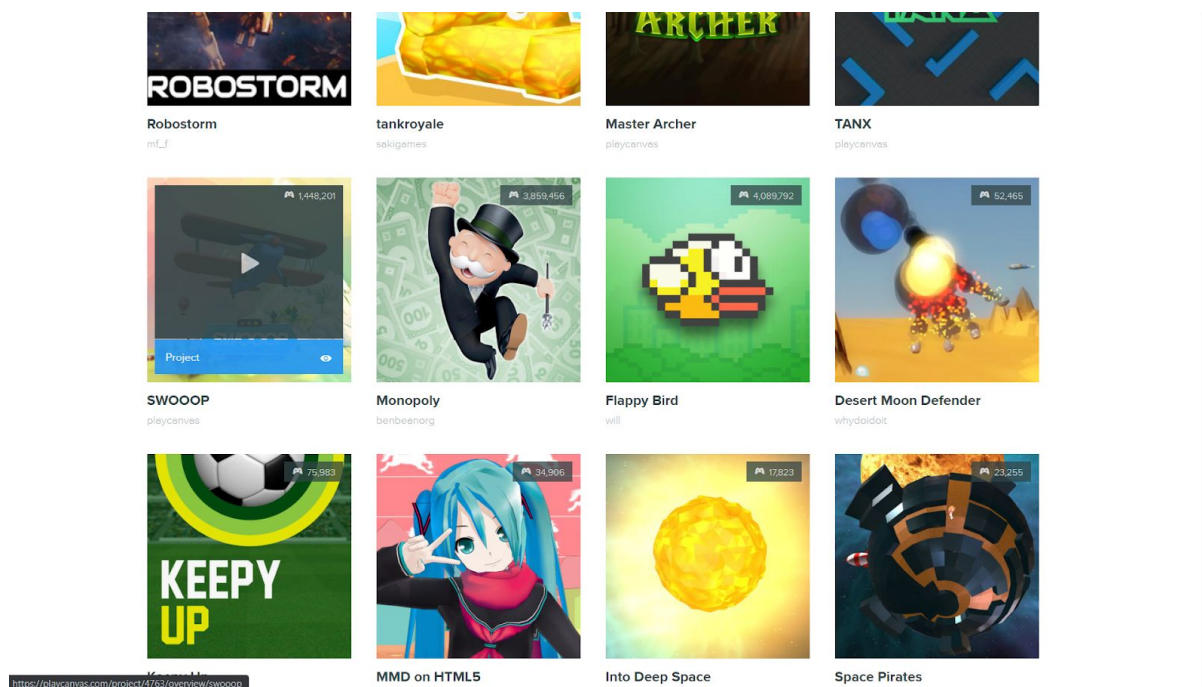 ROBOSTORM
ARCHER
TANX
Robostorm
tankroyale
Master Archer
TANX
mf_f
sakigames
playcanvas
playcanvas
1,448,201
3,859,456
4,089,792
52,465
Project
SWOOOP
Monopoly
Flappy Bird
Desert Moon Defender
playcanvas
benbeenorg
will
whydoidoit
75,983
34,906
17,823
23,255
KEEPY
UP
Keepy Up
MMD on HTML5
Into Deep Space
Space Pirates
https://playcanvas.com/project/4763/overview/swooop